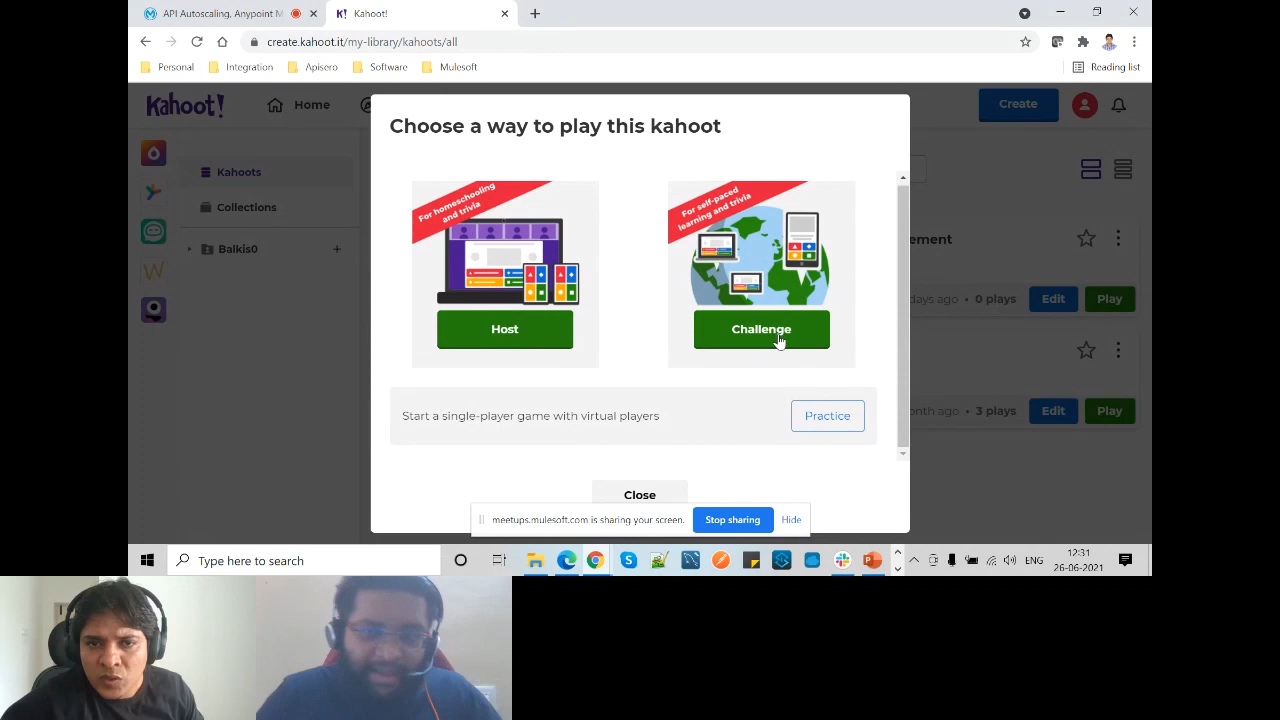 API Autoscaling, Anypoint M
K! Kahoot!
create.kahoot.it/my-library/kahoots/all
Personal
Integration
Apisero
Software
Mulesoft
Reading list
Kahoot!
Home
Create
Choose a way to play this kahoot
Kahoots
Collections
Balkis0
For homeschooling
and trivia
Host
For self-paced
learning and trivia
Challenge
ement
days ago • 0 plays
Edit
Play
onth ago • 3 plays
Edit
Play
Start a single-player game with virtual players
Practice
Close
meetups.mulesoft.com is sharing your screen.
Stop sharing
Hide
Type here to search
ENG
12:31
26-06-2021